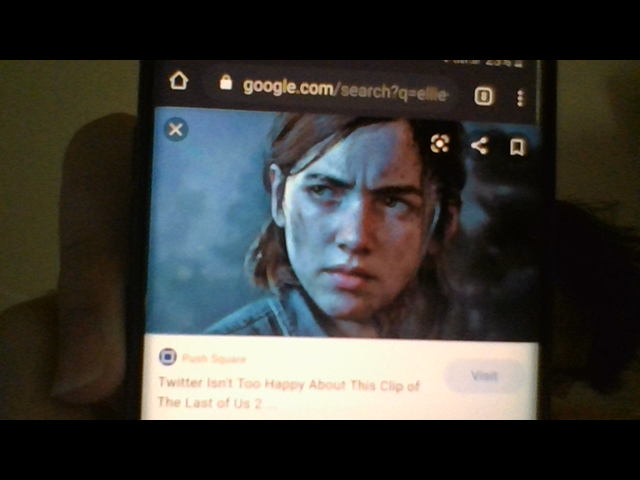 google.com/search?q=ellie
8
Push Square
Twitter Isn't Too Happy About This Clip of
The Last of Us 2 ...
Visit